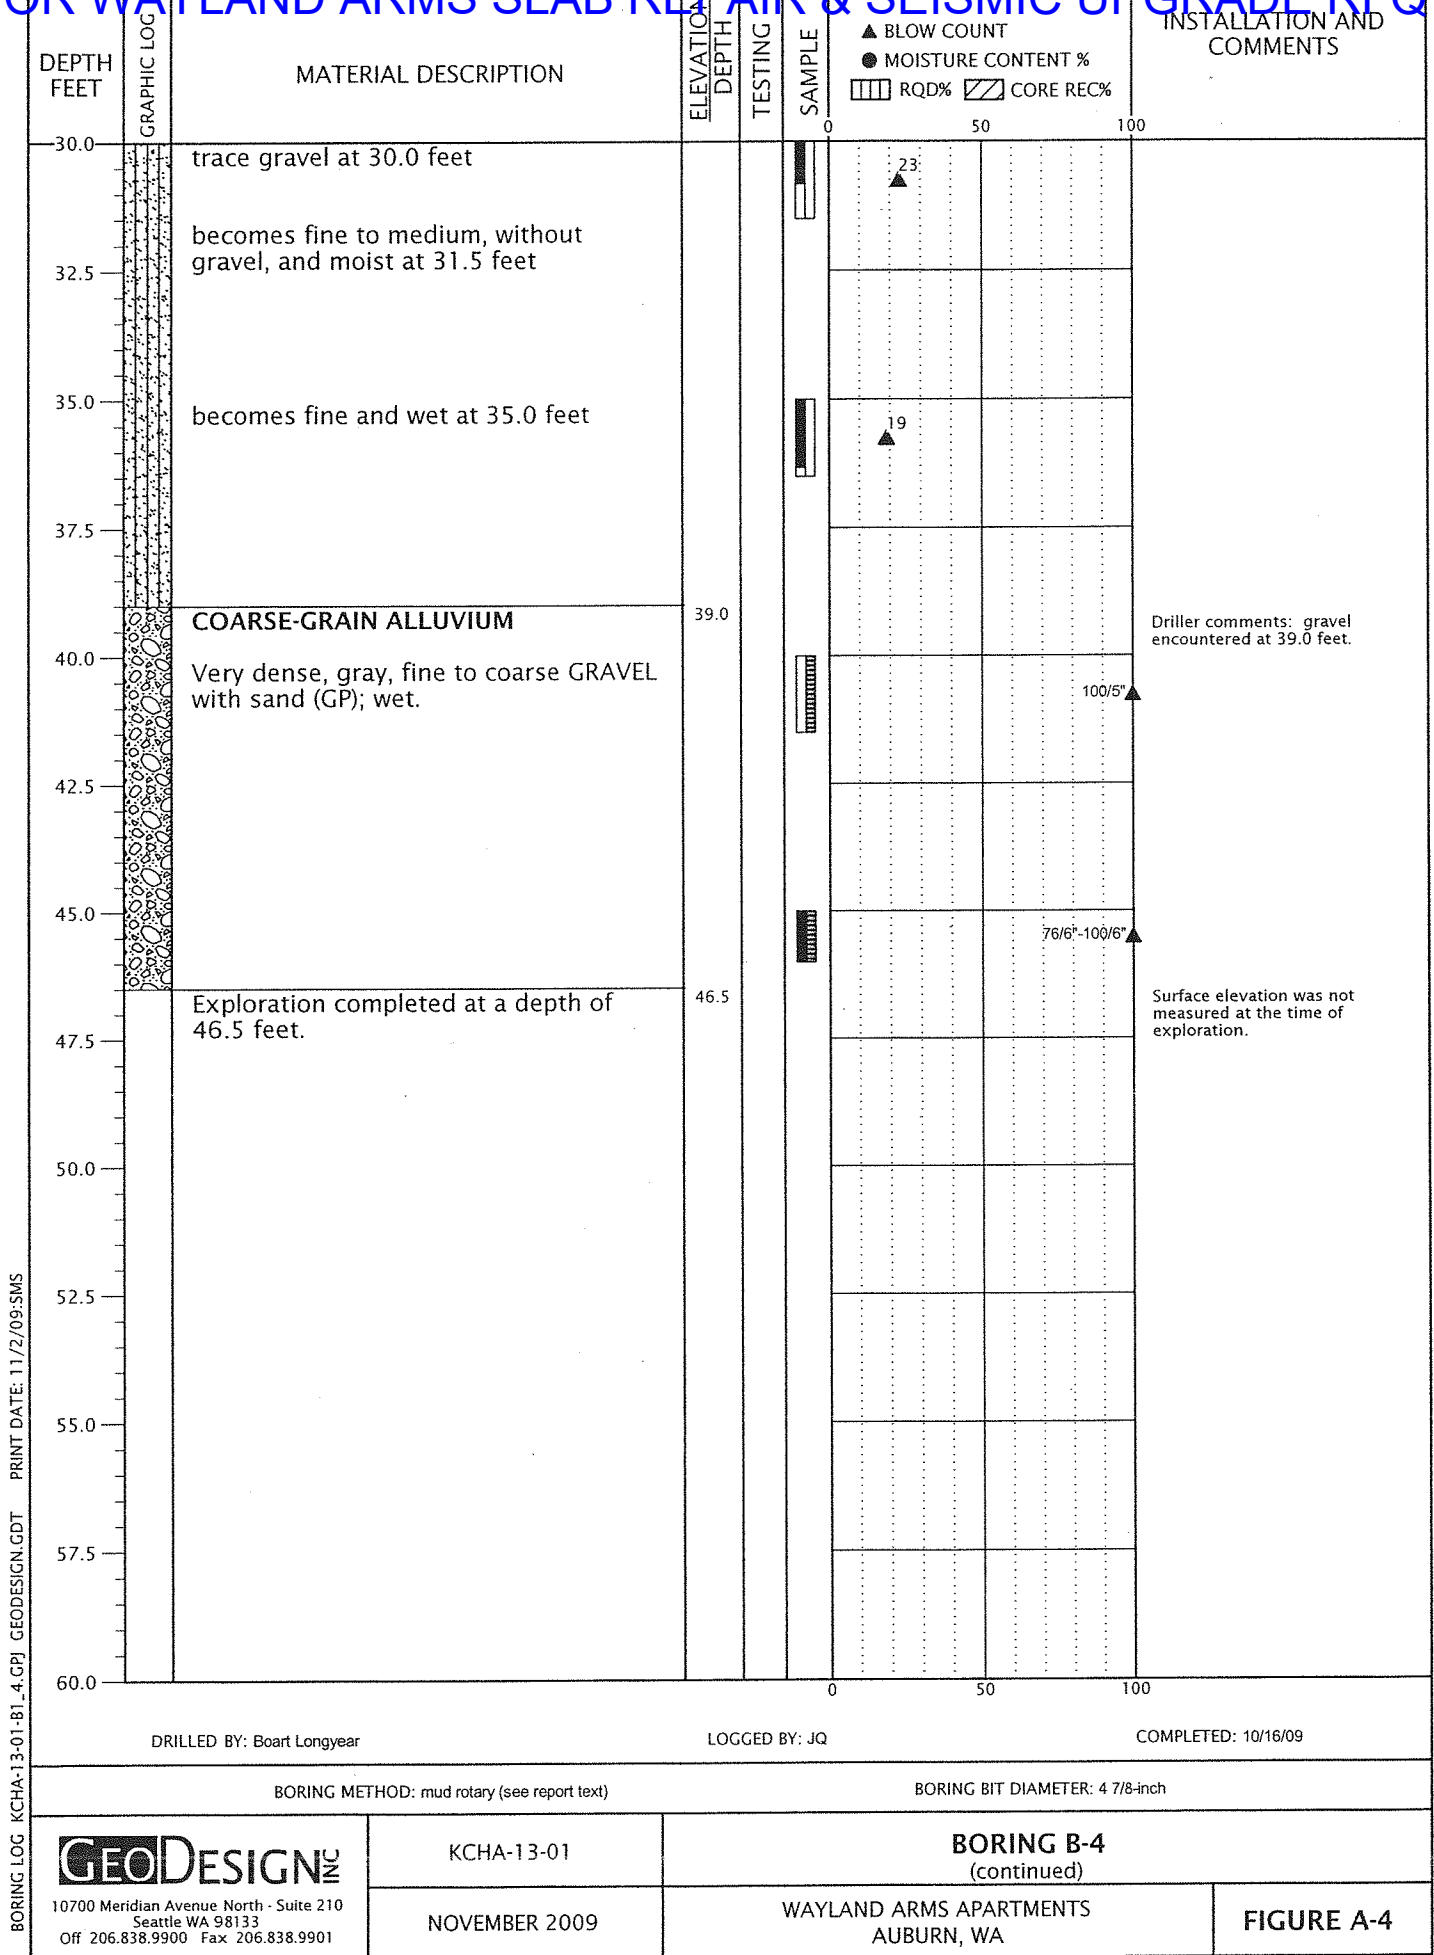 OR WAYLAND ARMS SLAB REPAIR & SEISMIC UPGRADE RFQ
DEPTH
FEET
GRAPHIC LOG
MATERIAL DESCRIPTION
ELEVATION
DEPTH
TESTING
SAMPLE
▲ BLOW COUNT
● MOISTURE CONTENT %
RQD% CORE REC%
INSTALLATION AND
COMMENTS
0 50 100
30.0
trace gravel at 30.0 feet
23
becomes fine to medium, without
gravel, and moist at 31.5 feet
32.5
35.0
becomes fine and wet at 35.0 feet
19
37.5
COARSE-GRAIN ALLUVIUM
39.0
Driller comments: gravel
encountered at 39.0 feet.
40.0
Very dense, gray, fine to coarse GRAVEL
with sand (GP); wet.
100/5"
42.5
45.0
76/6"-100/6"
Exploration completed at a depth of
46.5 feet.
46.5
Surface elevation was not
measured at the time of
exploration.
47.5
50.0
52.5
55.0
57.5
60.0
0 50 100
DRILLED BY: Boart Longyear
LOGGED BY: JQ
COMPLETED: 10/16/09
BORING METHOD: mud rotary (see report text)
BORING BIT DIAMETER: 4 7/8-inch
GEODESIGN INC
10700 Meridian Avenue North - Suite 210
Seattle WA 98133
Off 206.838.9900 Fax 206.838.9901
KCHA-13-01
NOVEMBER 2009
BORING B-4
(continued)
WAYLAND ARMS APARTMENTS
AUBURN, WA
FIGURE A-4
BORING LOG KCHA-13-01-B1_4.GPJ GEODESIGN.GDT PRINT DATE: 11/2/09:SMS